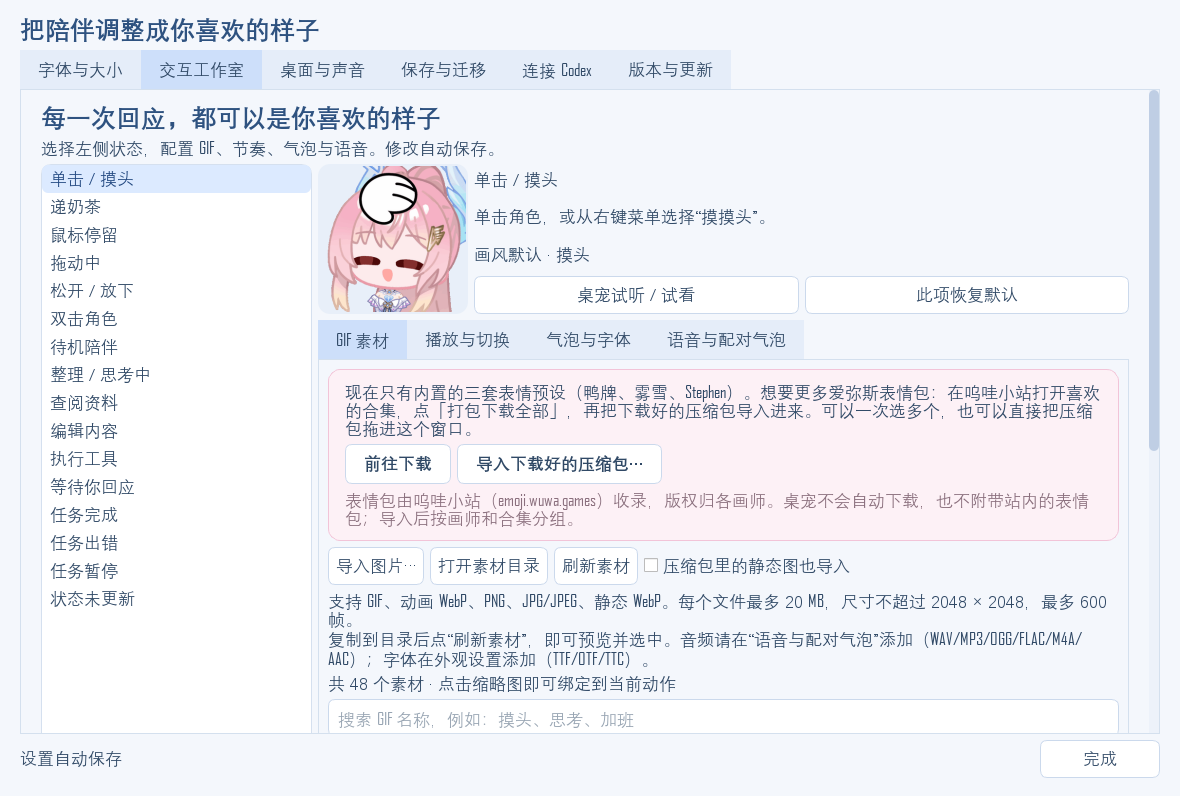 把陪伴调整成你喜欢的样子
字体与大小 交互工作室 桌面与声音 保存与迁移 连接 Codex 版本与更新
每一次回应，都可以是你喜欢的样子
选择左侧状态，配置 GIF、节奏、气泡与语音。修改自动保存。
单击 / 摸头
递奶茶
鼠标停留
拖动中
松开 / 放下
双击角色
待机陪伴
整理 / 思考中
查阅资料
编辑内容
执行工具
等待你回应
任务完成
任务出错
任务暂停
状态未更新
单击 / 摸头
单击角色，或从右键菜单选择“摸摸头”。
画风默认 · 摸头
桌宠试听 / 试看 此项恢复默认
GIF 素材 播放与切换 气泡与字体 语音与配对气泡
现在只有内置的三套表情预设（鸭牌、雾雪、Stephen）。想要更多爱弥斯表情包：在呜哇小站打开喜欢
的合集，点「打包下载全部」，再把下载好的压缩包导入进来。可以一次选多个，也可以直接把压缩
包拖进这个窗口。
前往下载 导入下载好的压缩包…
表情包由呜哇小站（emoji.wuwa.games）收录，版权归各画师。桌宠不会自动下载，也不附带站内的表情
包；导入后按画师和合集分组。
导入图片… 打开素材目录 刷新素材 压缩包里的静态图也导入
支持 GIF、动画 WebP、PNG、JPG/JPEG、静态 WebP。每个文件最多 20 MB，尺寸不超过 2048 × 2048，最多 600
帧。
复制到目录后点“刷新素材”，即可预览并选中。音频请在“语音与配对气泡”添加（WAV/MP3/OGG/FLAC/M4A/
AAC）；字体在外观设置添加（TTF/OTF/TTC）。
共 48 个素材 · 点击缩略图即可绑定到当前动作
搜索 GIF 名称，例如：摸头、思考、加班
设置自动保存
完成